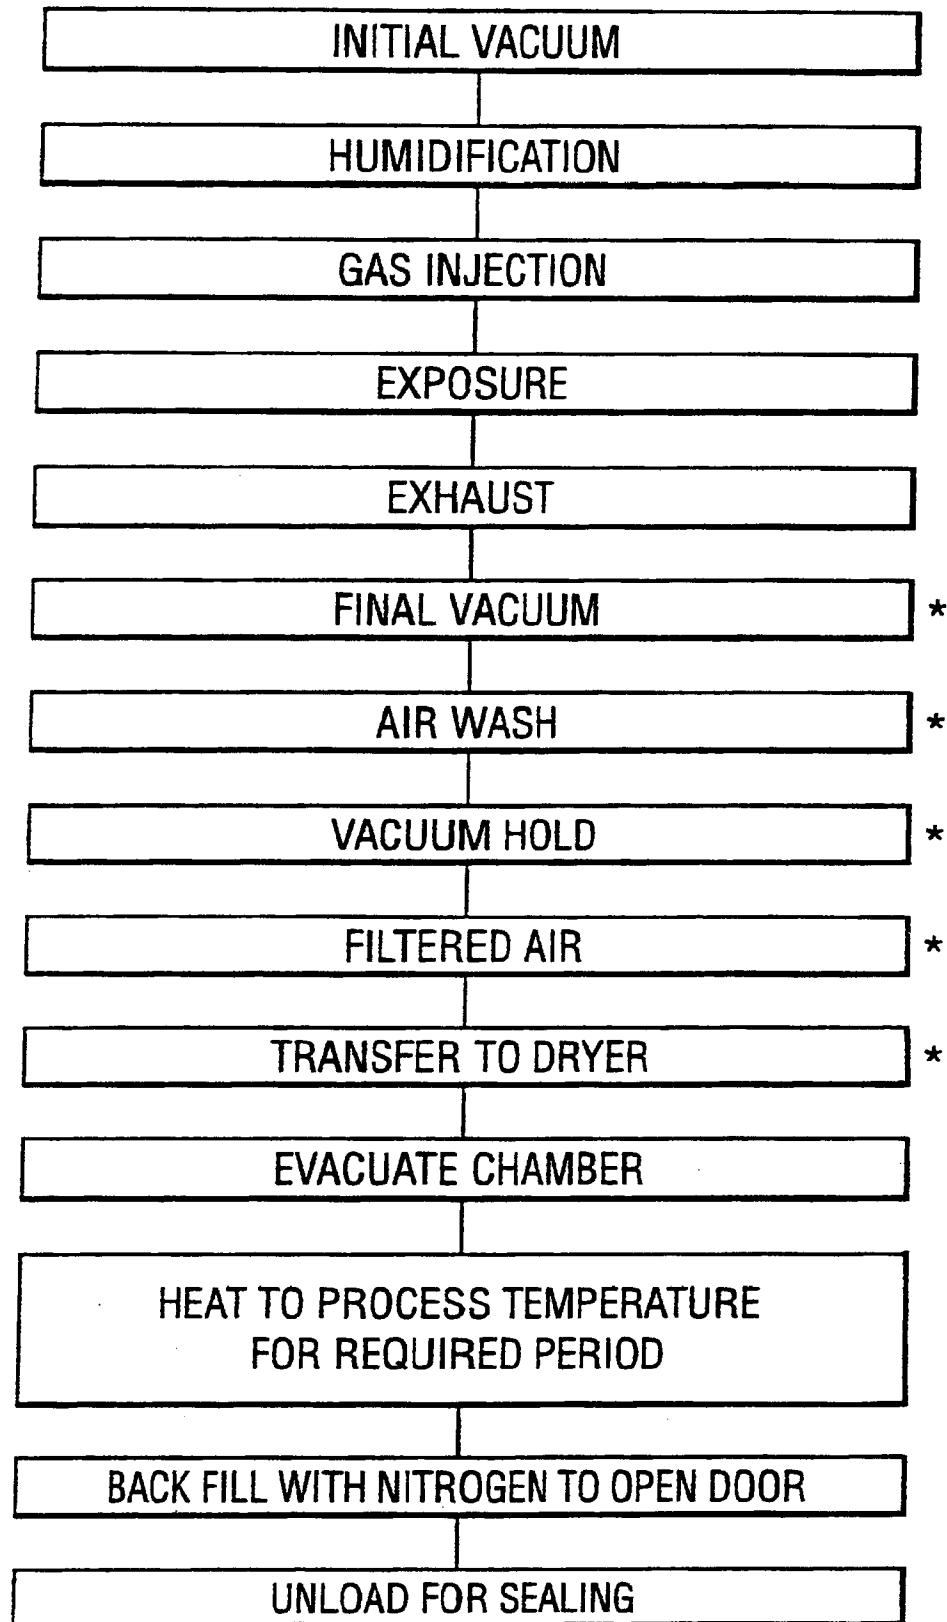 INITIAL VACUUM
HUMIDIFICATION
GAS INJECTION
EXPOSURE
EXHAUST
FINAL VACUUM *
AIR WASH *
VACUUM HOLD *
FILTERED AIR *
TRANSFER TO DRYER *
EVACUATE CHAMBER
HEAT TO PROCESS TEMPERATURE
FOR REQUIRED PERIOD
BACK FILL WITH NITROGEN TO OPEN DOOR
UNLOAD FOR SEALING